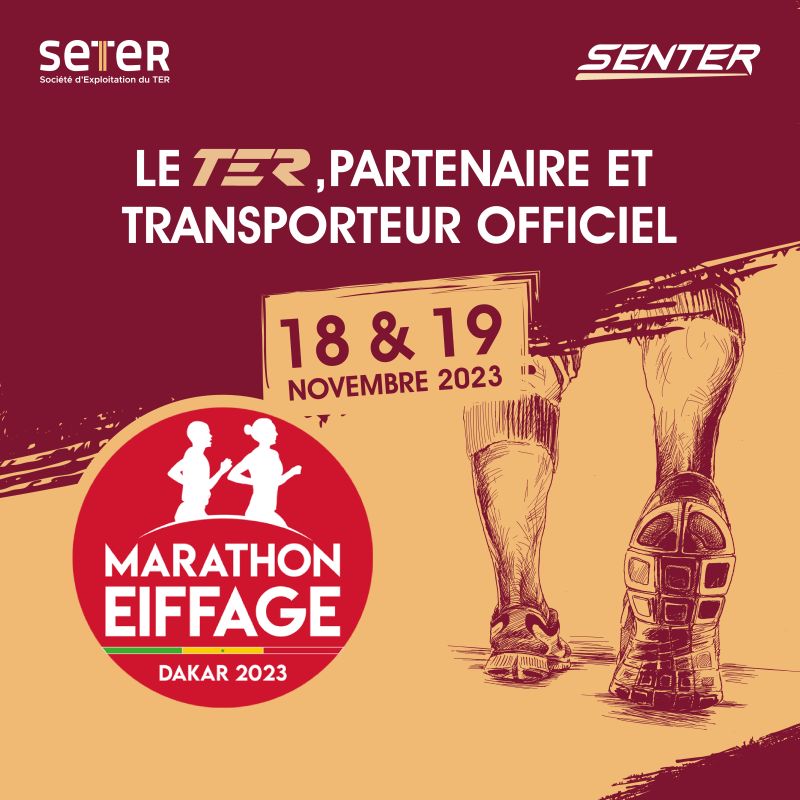 SETER
Société d'Exploitation du TER
SENTER
LE TER, PARTENAIRE ET
TRANSPORTEUR OFFICIEL
18 & 19
NOVEMBRE 2023
MARATHON
EIFFAGE
DAKAR 2023